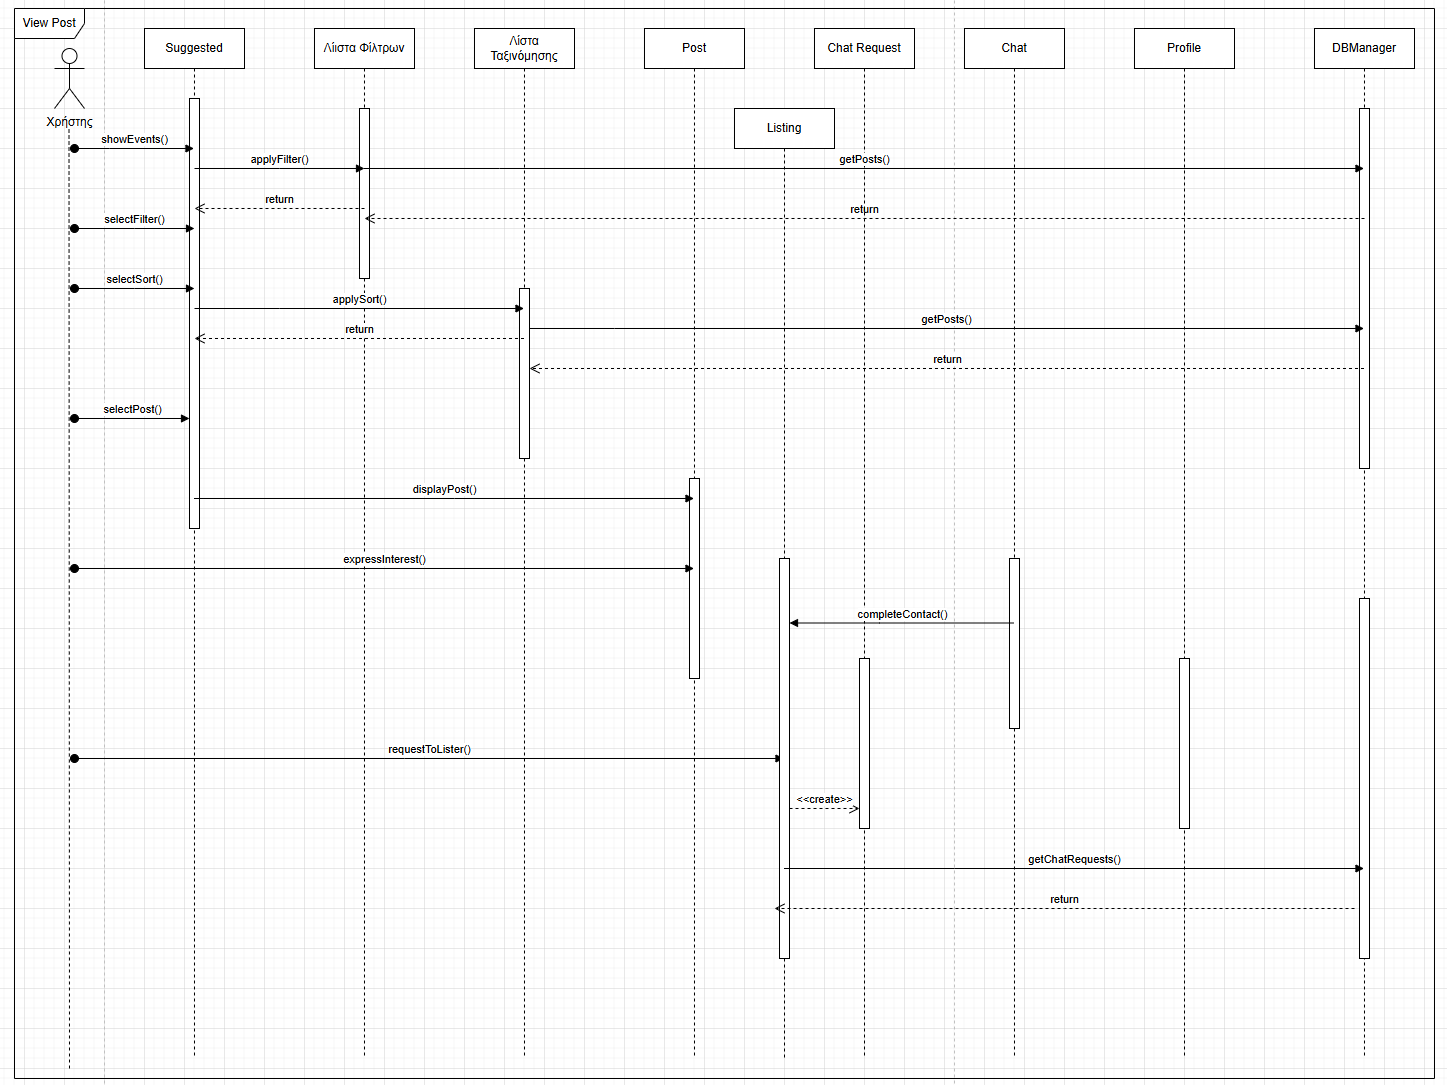 View Post
Suggested
Λίιστα Φίλτρων
Λίστα
Ταξινόμησης
Post
Chat Request
Chat
Profile
DBManager
Χρήστης
Listing
showEvents()
applyFilter()
getPosts()
return
return
selectFilter()
selectSort()
applySort()
getPosts()
return
return
selectPost()
displayPost()
expressInterest()
completeContact()
requestToLister()
<<create>>
getChatRequests()
return